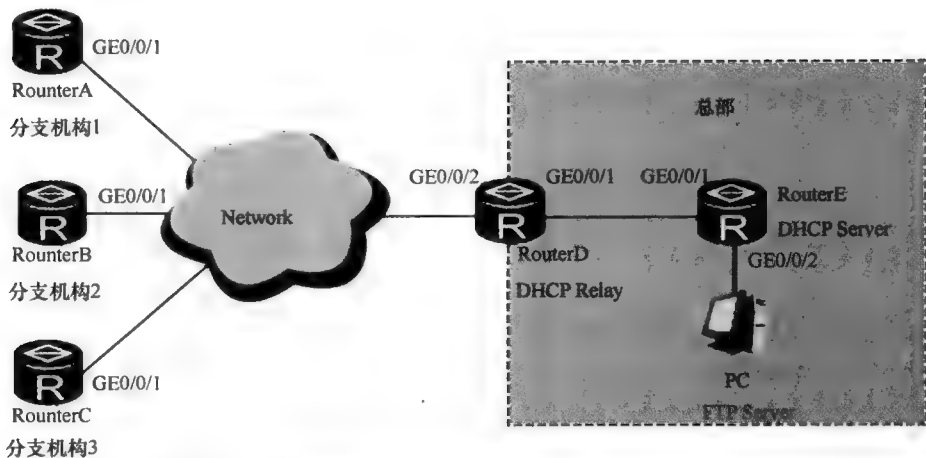 GE0/0/1
R
RounterA
分支机构1
GE0/0/1
R
RounterB
分支机构2
GE0/0/1
R
RounterC
分支机构3
Network
总部
GE0/0/2
GE0/0/1
R
RouterD
DHCP Relay
GE0/0/1
R
RouterE
DHCP Server
GE0/0/2
PC
FTP Server